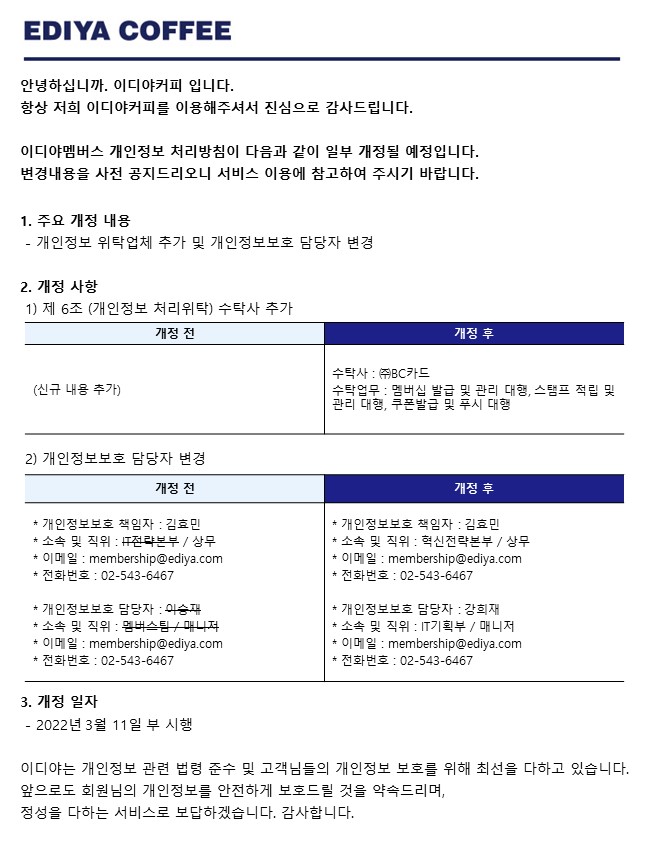 EDIYA COFFEE
안녕하십니까. 이디야커피 입니다.
항상 저희 이디야커피를 이용해주셔서 진심으로 감사드립니다.
이디야멤버스 개인정보 처리방침이 다음과 같이 일부 개정될 예정입니다.
변경내용을 사전 공지드리오니 서비스 이용에 참고하여 주시기 바랍니다.
1. 주요 개정 내용
- 개인정보 위탁업체 추가 및 개인정보보호 담당자 변경
2. 개정 사항
1) 제 6조 (개인정보 처리위탁) 수탁사 추가
개정 전
개정 후
(신규 내용 추가)
수탁사 : ㈜BC카드
수탁업무 : 멤버십 발급 및 관리 대행, 스탬프 적립 및
관리 대행, 쿠폰발급 및 푸시 대행
2) 개인정보보호 담당자 변경
개정 전
개정 후
* 개인정보보호 책임자 : 김효민
* 소속 및 직위 : IT전략본부 / 상무
* 이메일 : membership@ediya.com
* 전화번호 : 02-543-6467
* 개인정보보호 담당자 : 이승재
* 소속 및 직위 : 멤버스팀 / 매니저
* 이메일 : membership@ediya.com
* 전화번호 : 02-543-6467
* 개인정보보호 책임자 : 김효민
* 소속 및 직위 : 혁신전략본부 / 상무
* 이메일 : membership@ediya.com
* 전화번호 : 02-543-6467
* 개인정보보호 담당자 : 강희재
* 소속 및 직위 : IT기획부 / 매니저
* 이메일 : membership@ediya.com
* 전화번호 : 02-543-6467
3. 개정 일자
- 2022년 3월 11일 부 시행
이디야는 개인정보 관련 법령 준수 및 고객님들의 개인정보 보호를 위해 최선을 다하고 있습니다.
앞으로도 회원님의 개인정보를 안전하게 보호드릴 것을 약속드리며,
정성을 다하는 서비스로 보답하겠습니다. 감사합니다.